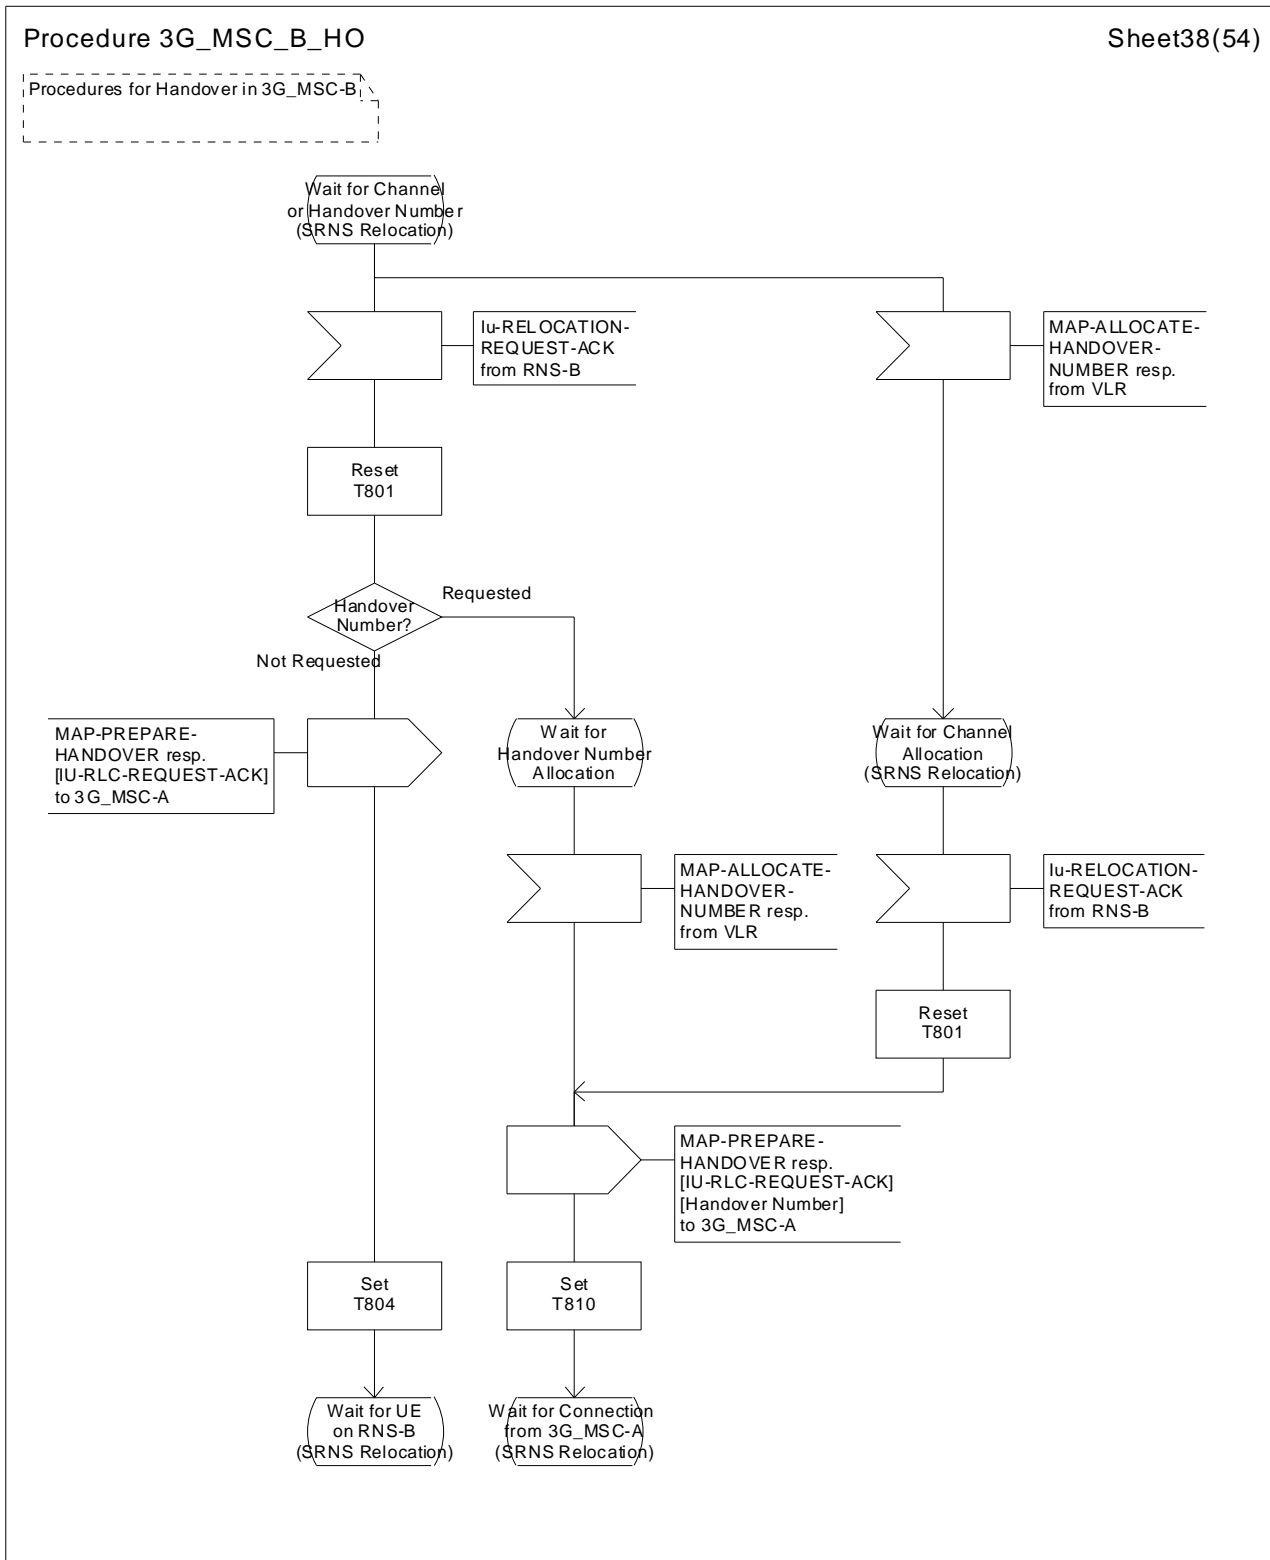 Procedure 3G_MSC_B_HO
Sheet38(54)
Procedures for Handover in 3G_MSC-B
Wait for Channel
or Handover Number
(SRNS Relocation)
Iu-RELOCATION-
REQUEST-ACK
from RNS-B
MAP-ALLOCATE-
HANDOVER-
NUMBER resp.
from VLR
Reset
T801
Handover
Number?
Requested
Not Requested
MAP-PREPARE-
HANDOVER resp.
[IU-RLC-REQUEST-ACK]
to 3G_MSC-A
Wait for
Handover Number
Allocation
Wait for Channel
Allocation
(SRNS Relocation)
MAP-ALLOCATE-
HANDOVER-
NUMBER resp.
from VLR
Iu-RELOCATION-
REQUEST-ACK
from RNS-B
Reset
T801
MAP-PREPARE-
HANDOVER resp.
[IU-RLC-REQUEST-ACK]
[Handover Number]
to 3G_MSC-A
Set
T804
Set
T810
Wait for UE
on RNS-B
(SRNS Relocation)
Wait for Connection
from 3G_MSC-A
(SRNS Relocation)